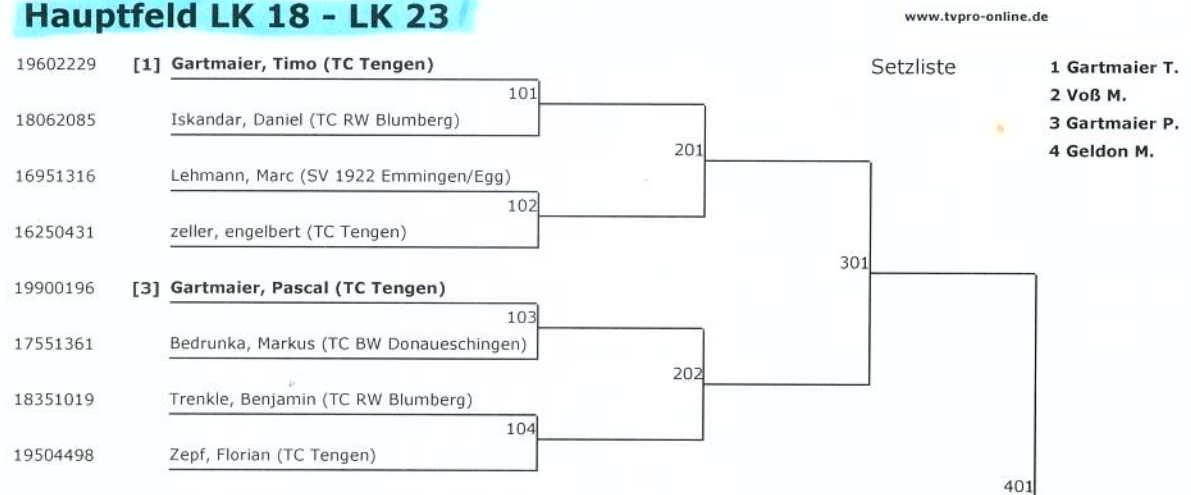 Hauptfeld LK 18 - LK 23
www.tvpro-online.de
19602229 [1] Gartmaier, Timo (TC Tengen)
Setzliste
1 Gartmaier T.
2 Voß M.
3 Gartmaier P.
4 Geldon M.
101
18062085 Iskandar, Daniel (TC RW Blumberg)
201
16951316 Lehmann, Marc (SV 1922 Emmingen/Egg)
102
16250431 zeller, engelbert (TC Tengen)
301
19900196 [3] Gartmaier, Pascal (TC Tengen)
103
17551361 Bedrunka, Markus (TC BW Donaueschingen)
202
18351019 Trenkle, Benjamin (TC RW Blumberg)
104
19504498 Zepf, Florian (TC Tengen)
401